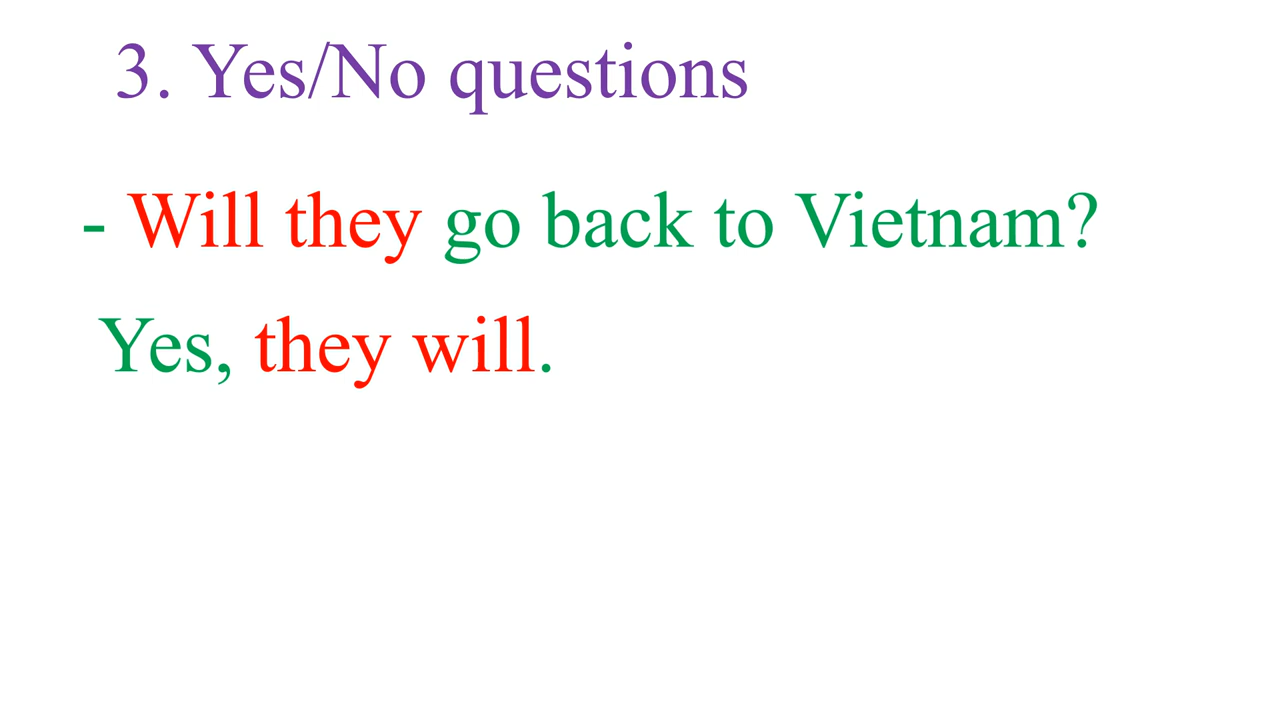 3. Yes/No questions
- Will they go back to Vietnam?
Yes, they will.